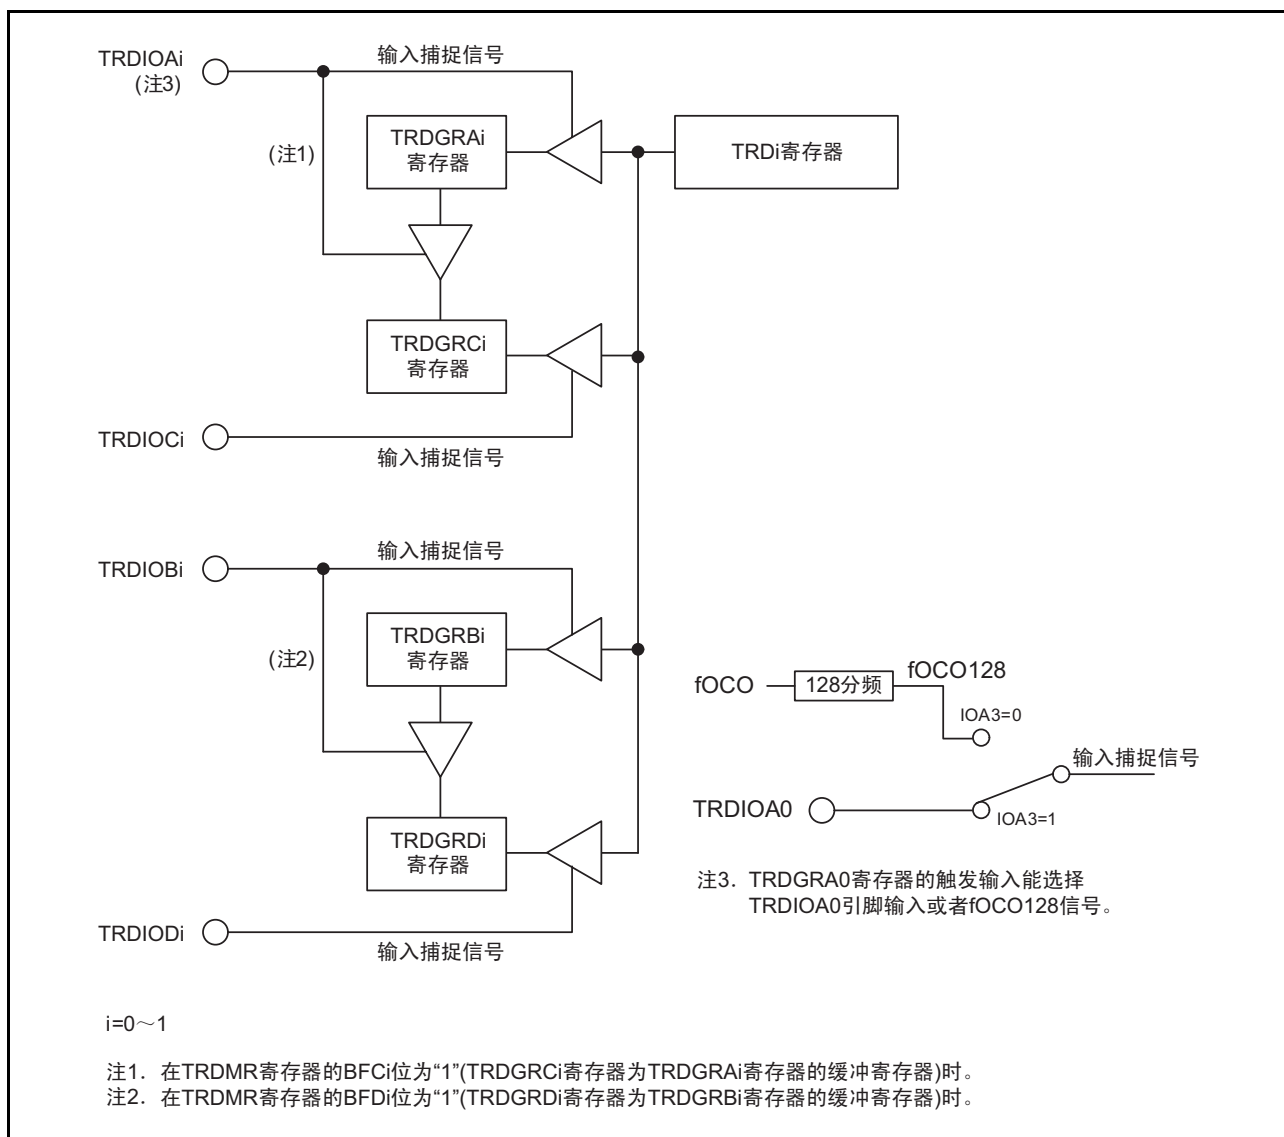 TRDIOAi
(注3)
输入捕捉信号
(注1)
TRDGRAi
寄存器
TRDi寄存器
TRDGRCi
寄存器
TRDIOCi
输入捕捉信号
TRDIOBi
输入捕捉信号
(注2)
TRDGRBi
寄存器
TRDGRDi
寄存器
TRDIODi
输入捕捉信号
fOCO
128分频
fOCO128
IOA3=0
输入捕捉信号
TRDIOA0
IOA3=1
注3. TRDGRA0寄存器的触发输入能选择
TRDIOA0引脚输入或者fOCO128信号。
i=0～1
注1. 在TRDMR寄存器的BFCi位为“1”(TRDGRCi寄存器为TRDGRAi寄存器的缓冲寄存器)时。
注2. 在TRDMR寄存器的BFDi位为“1”(TRDGRDi寄存器为TRDGRBi寄存器的缓冲寄存器)时。